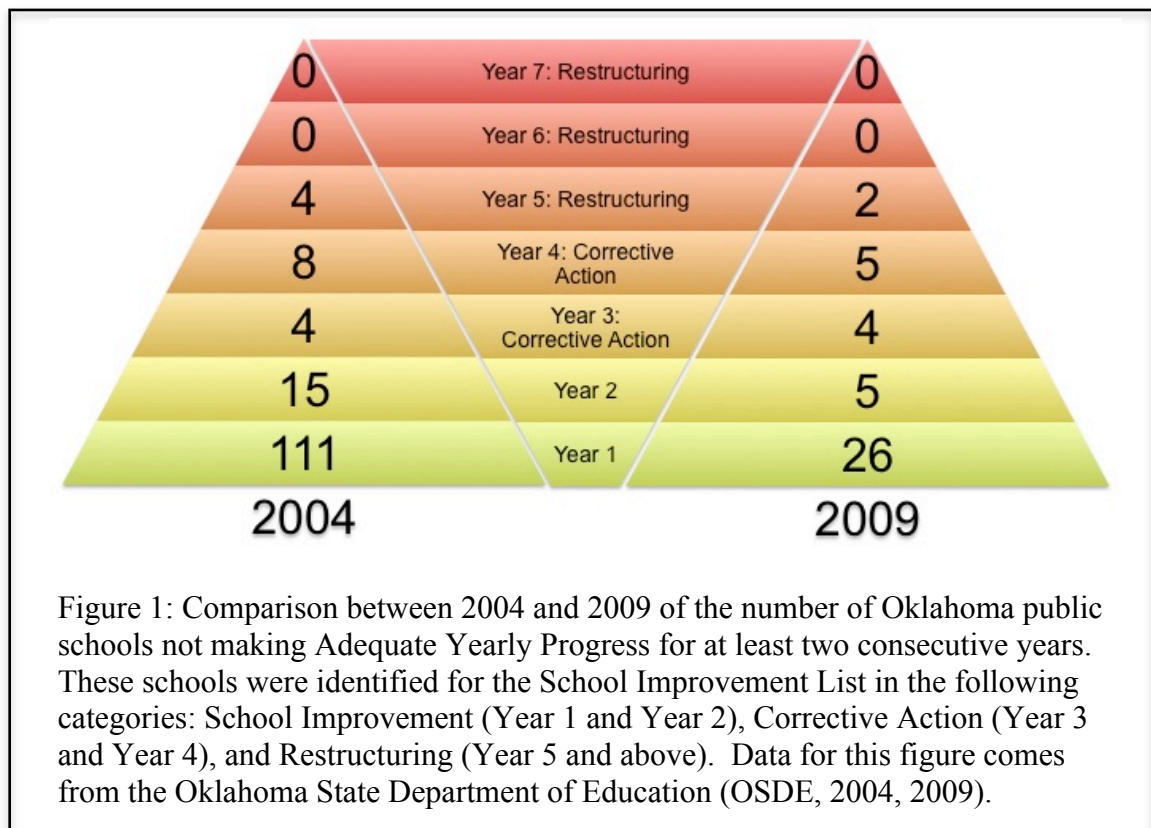 0 Year 7: Restructuring 0
0 Year 6: Restructuring 0
4 Year 5: Restructuring 2
8 Year 4: Corrective
Action 5
4 Year 3:
Corrective Action 4
15 Year 2 5
111 Year 1 26
2004 2009
Figure 1: Comparison between 2004 and 2009 of the number of Oklahoma public
schools not making Adequate Yearly Progress for at least two consecutive years.
These schools were identified for the School Improvement List in the following
categories: School Improvement (Year 1 and Year 2), Corrective Action (Year 3
and Year 4), and Restructuring (Year 5 and above).  Data for this figure comes
from the Oklahoma State Department of Education (OSDE, 2004, 2009).